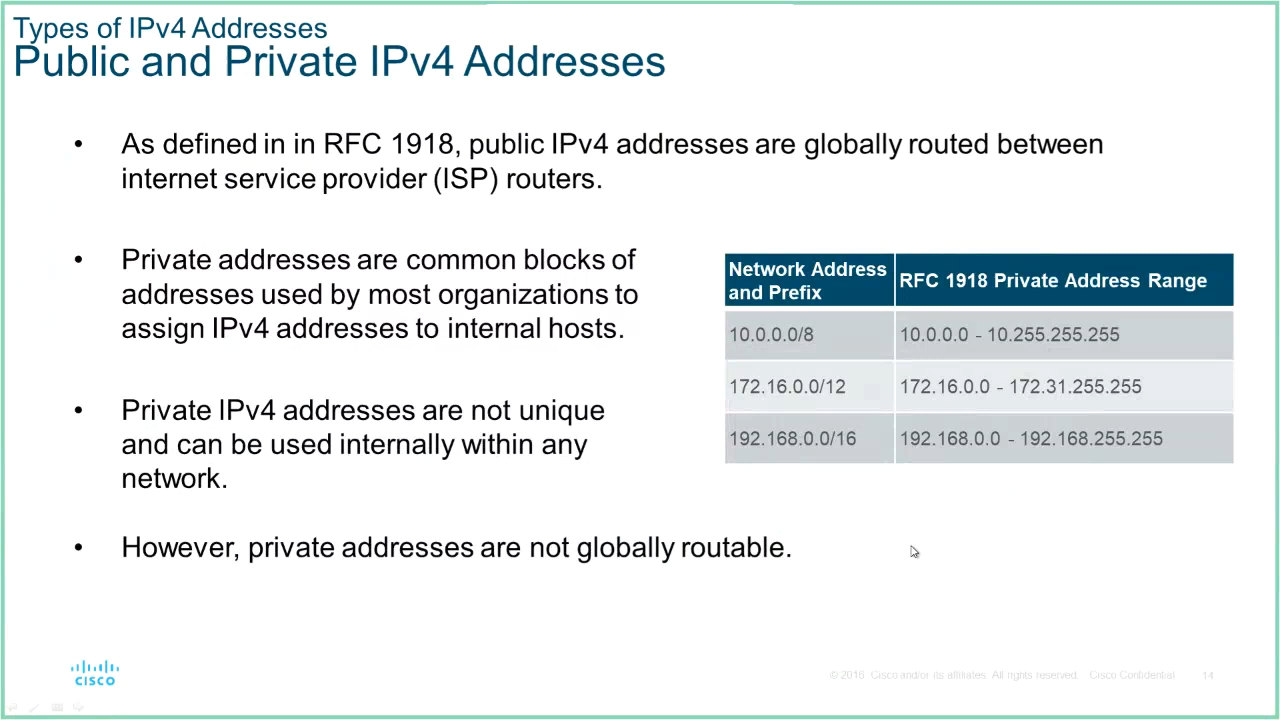 Types of IPv4 Addresses
Public and Private IPv4 Addresses
• As defined in in RFC 1918, public IPv4 addresses are globally routed between
internet service provider (ISP) routers.
• Private addresses are common blocks of
addresses used by most organizations to
assign IPv4 addresses to internal hosts.
• Private IPv4 addresses are not unique
and can be used internally within any
network.
• However, private addresses are not globally routable.
Network Address
and Prefix
RFC 1918 Private Address Range
10.0.0.0/8 10.0.0.0 - 10.255.255.255
172.16.0.0/12 172.16.0.0 - 172.31.255.255
192.168.0.0/16 192.168.0.0 - 192.168.255.255
CISCO
© 2016 Cisco and/or its affiliates. All rights reserved. Cisco Confidential 14